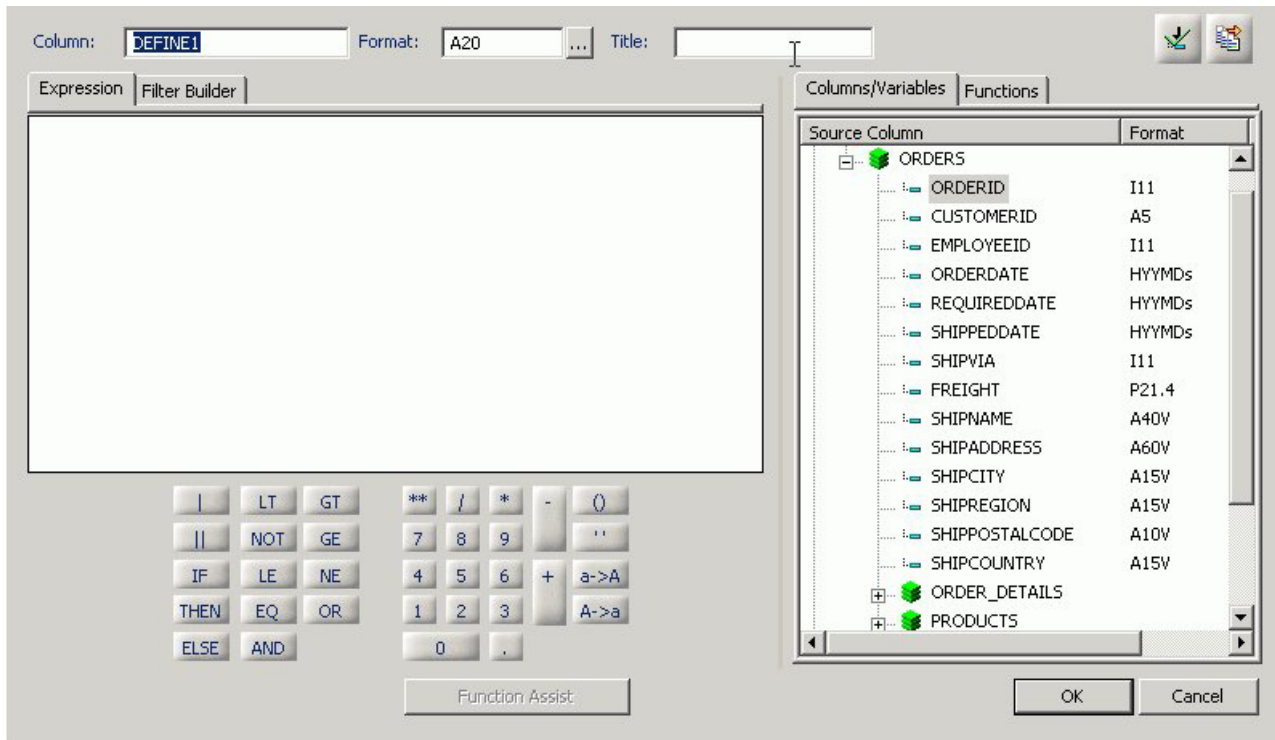 Column: DEFINE1 Format: A20 ... Title:
Expression Filter Builder
Columns/Variables Functions
Source Column Format
ORDERS
ORDERID I11
CUSTOMERID A5
EMPLOYEEID I11
ORDERDATE HYYMDs
REQUIREDDATE HYYMDs
SHIPPEDDATE HYYMDs
SHIPVIA I11
FREIGHT P21.4
SHIPNAME A40V
SHIPADDRESS A60V
SHIPCITY A15V
SHIPREGION A15V
SHIPPOSTALCODE A10V
SHIPCOUNTRY A15V
ORDER_DETAILS
PRODUCTS
| LT GT ** / * - ()
|| NOT GE 7 8 9 ' '
IF LE NE 4 5 6 + a->A
THEN EQ OR 1 2 3 A->a
ELSE AND 0 .
Function Assist
OK Cancel